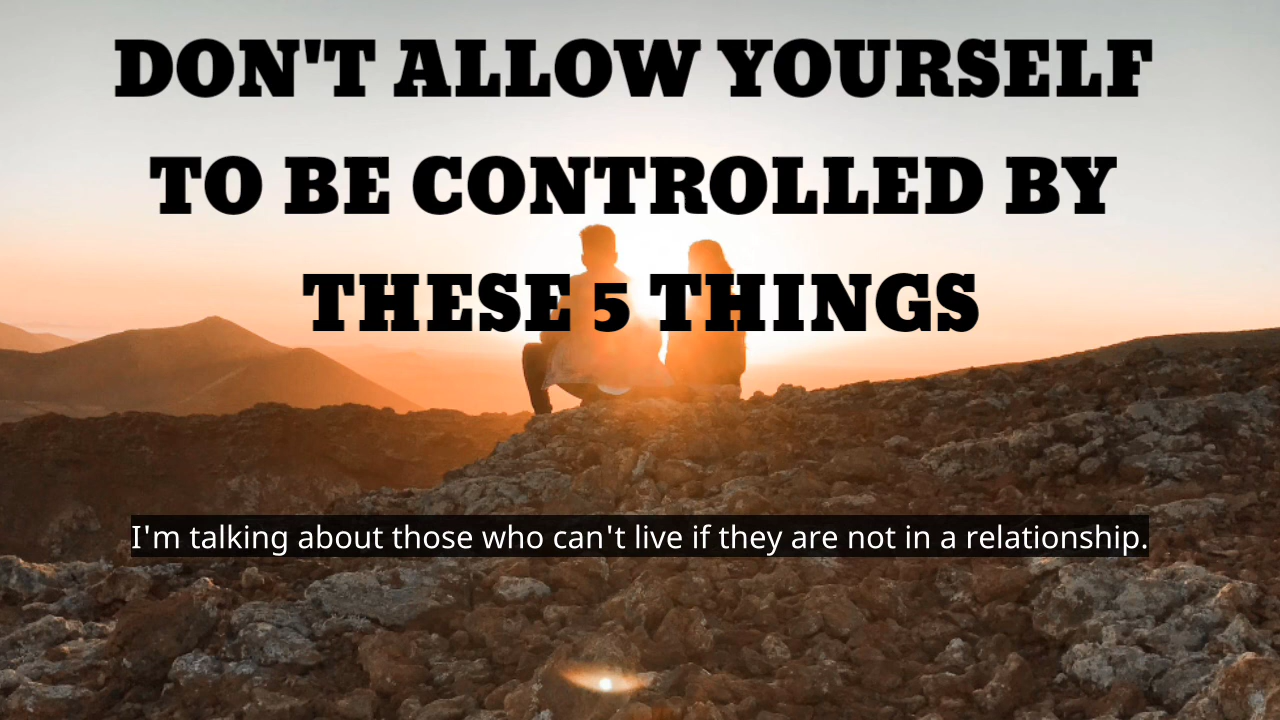 DON'T ALLOW YOURSELF
TO BE CONTROLLED BY
THESE 5 THINGS
I'm talking about those who can't live if they are not in a relationship.